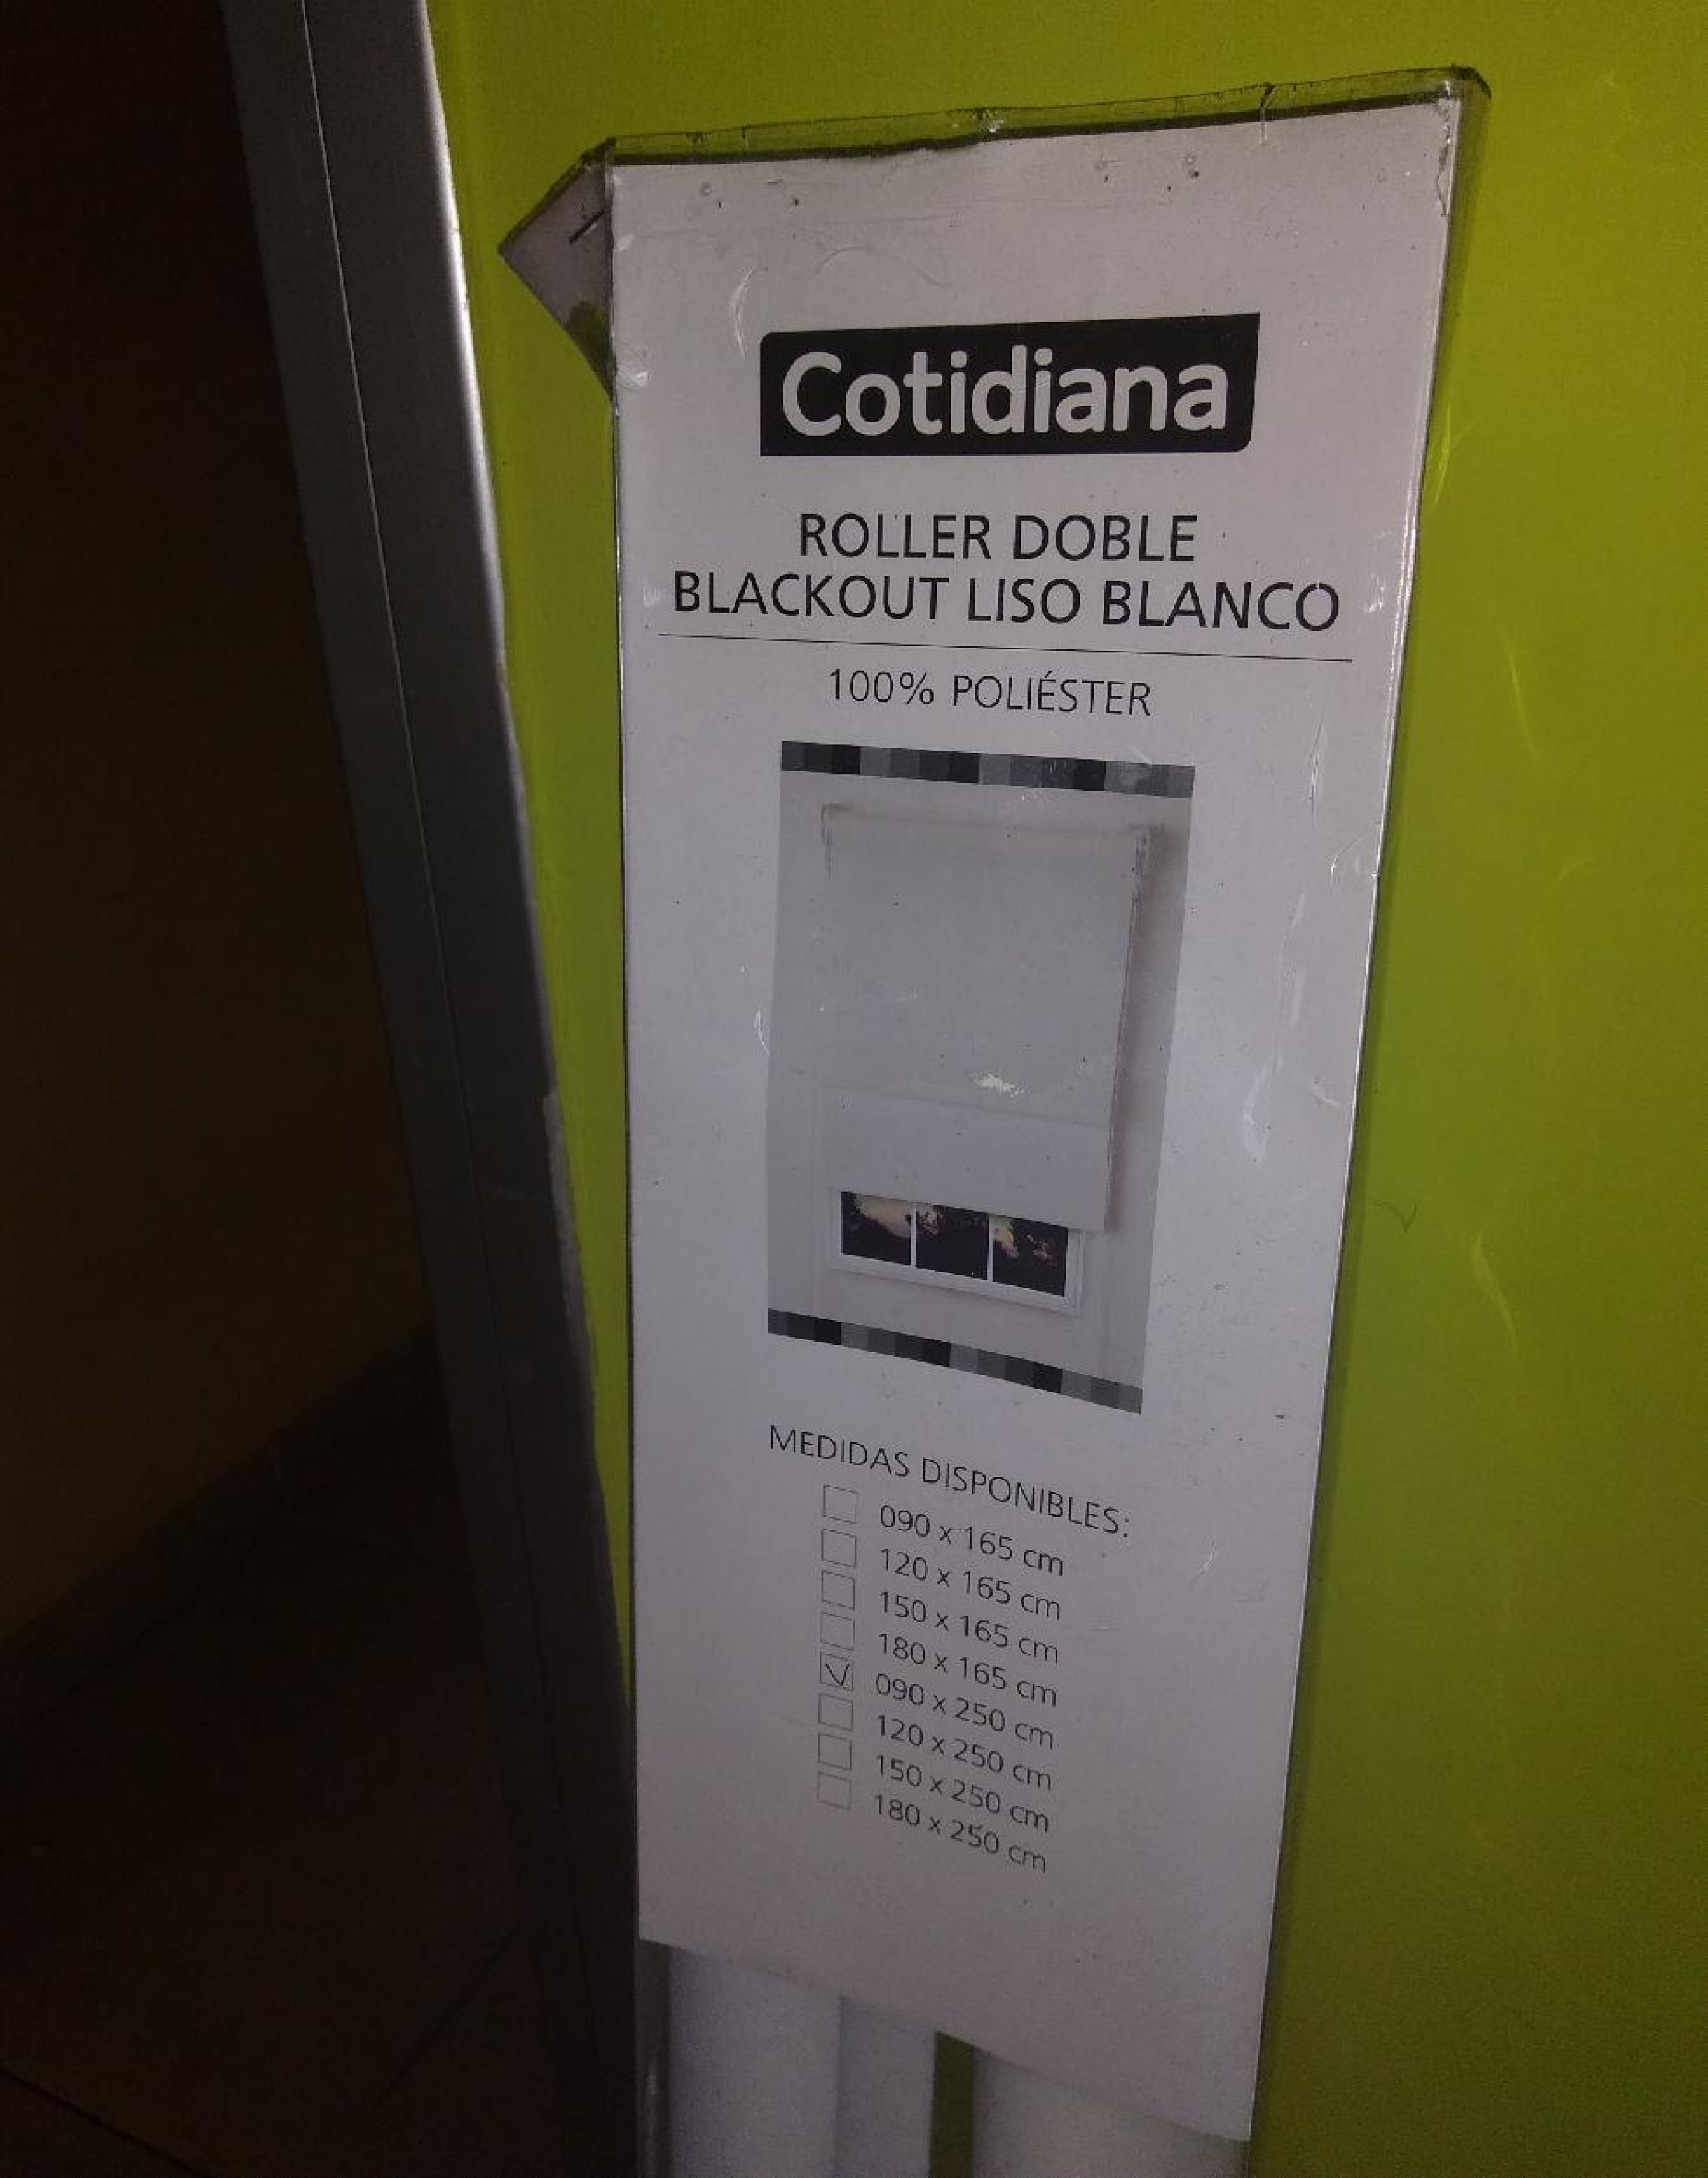 Cotidiana
ROLLER DOBLE
BLACKOUT LISO BLANCO
100% POLIÉSTER
MEDIDAS DISPONIBLES:
090 x 165 cm
120 x 165 cm
150 x 165 cm
180 x 165 cm
090 x 250 cm
120 x 250 cm
150 x 250 cm
180 x 250 cm